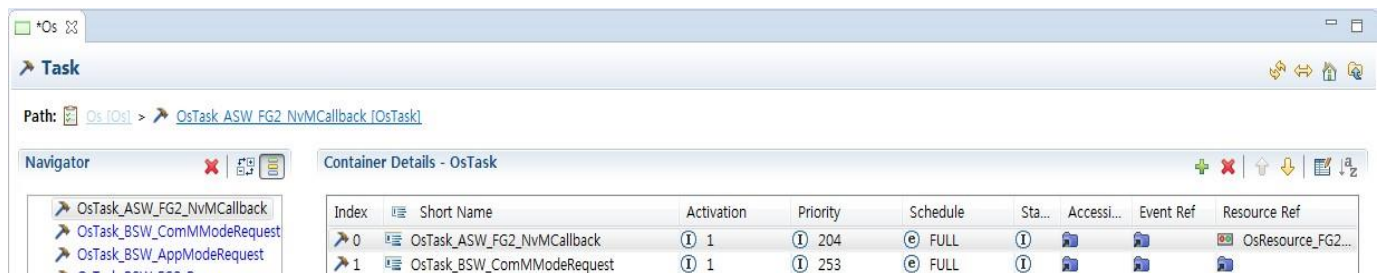 *Os
Task
Path: Os [Os] > OsTask_ASW_FG2_NvMCallback [OsTask]
Navigator
OsTask_ASW_FG2_NvMCallback
OsTask_BSW_ComMModeRequest
OsTask_BSW_AppModeRequest
Container Details - OsTask
Index Short Name Activation Priority Schedule Sta... Accessi... Event Ref Resource Ref
0 OsTask_ASW_FG2_NvMCallback I 1 I 204 e FULL I OsResource_FG2...
1 OsTask_BSW_ComMModeRequest I 1 I 253 e FULL I